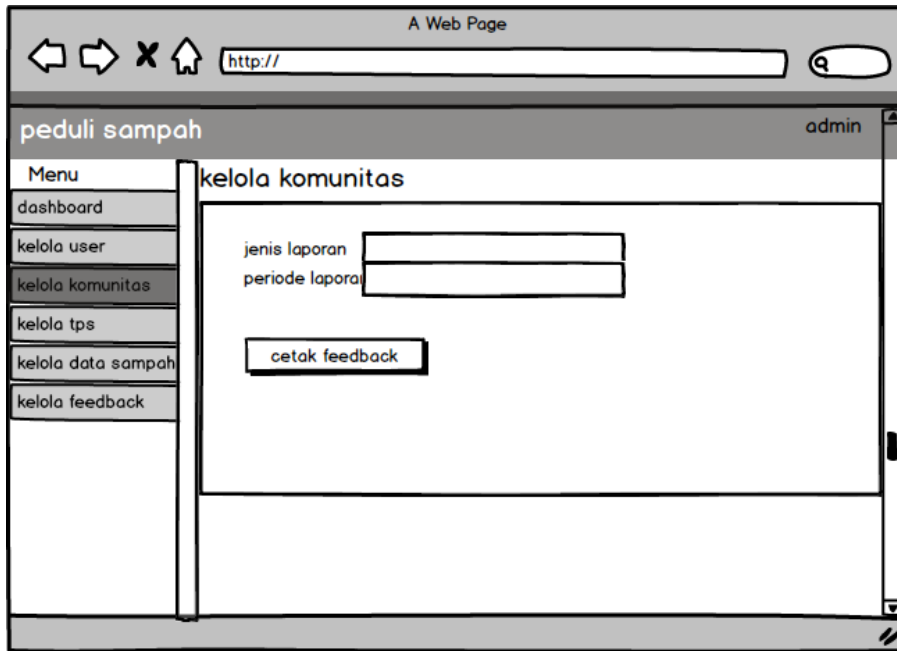 A Web Page
http://
peduli sampah
admin
Menu
dashboard
kelola user
kelola komunitas
kelola tps
kelola data sampah
kelola feedback
kelola komunitas
jenis laporan
periode laporan
cetak feedback